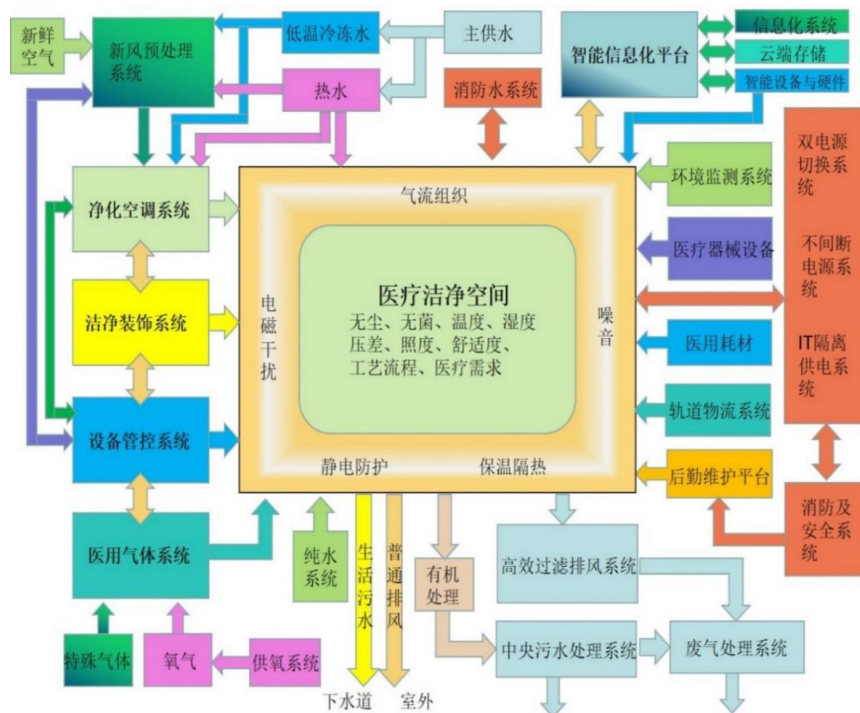 新鲜
空气
新风预处理
系统
低温冷冻水
主供水
热水
消防水系统
智能信息化平台
信息化系统
云端存储
智能设备与硬件
双电源
切换系
统
不间断
电源系
统
IT隔离
供电系
统
净化空调系统
洁净装饰系统
设备管控系统
医用气体系统
特殊气体
氧气
供氧系统
气流组织
电磁干扰
噪音
医疗洁净空间
无尘、无菌、温度、湿度
压差、照度、舒适度、
工艺流程、医疗需求
静电防护
保温隔热
环境监测系统
医疗器械设备
医用耗材
轨道物流系统
后勤维护平台
消防及
安全系
统
纯水
系统
生活污水
普通排风
有机
处理
高效过滤排风系统
中央污水处理系统
废气处理系统
下水道
室外